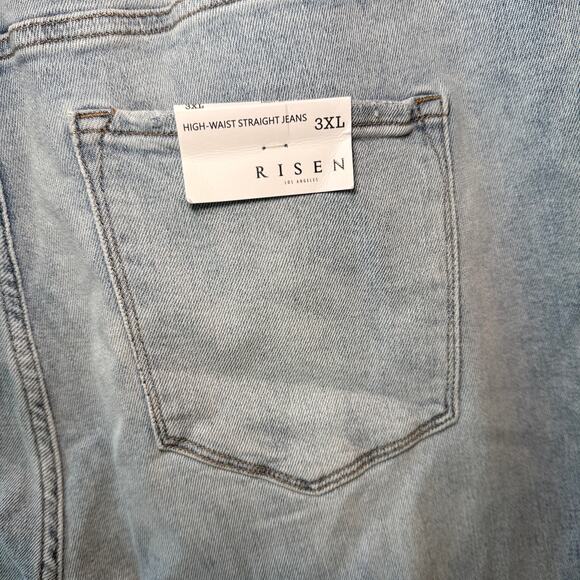 3XL
HIGH-WAIST STRAIGHT JEANS 3XL
RISEN
LOS ANGELES